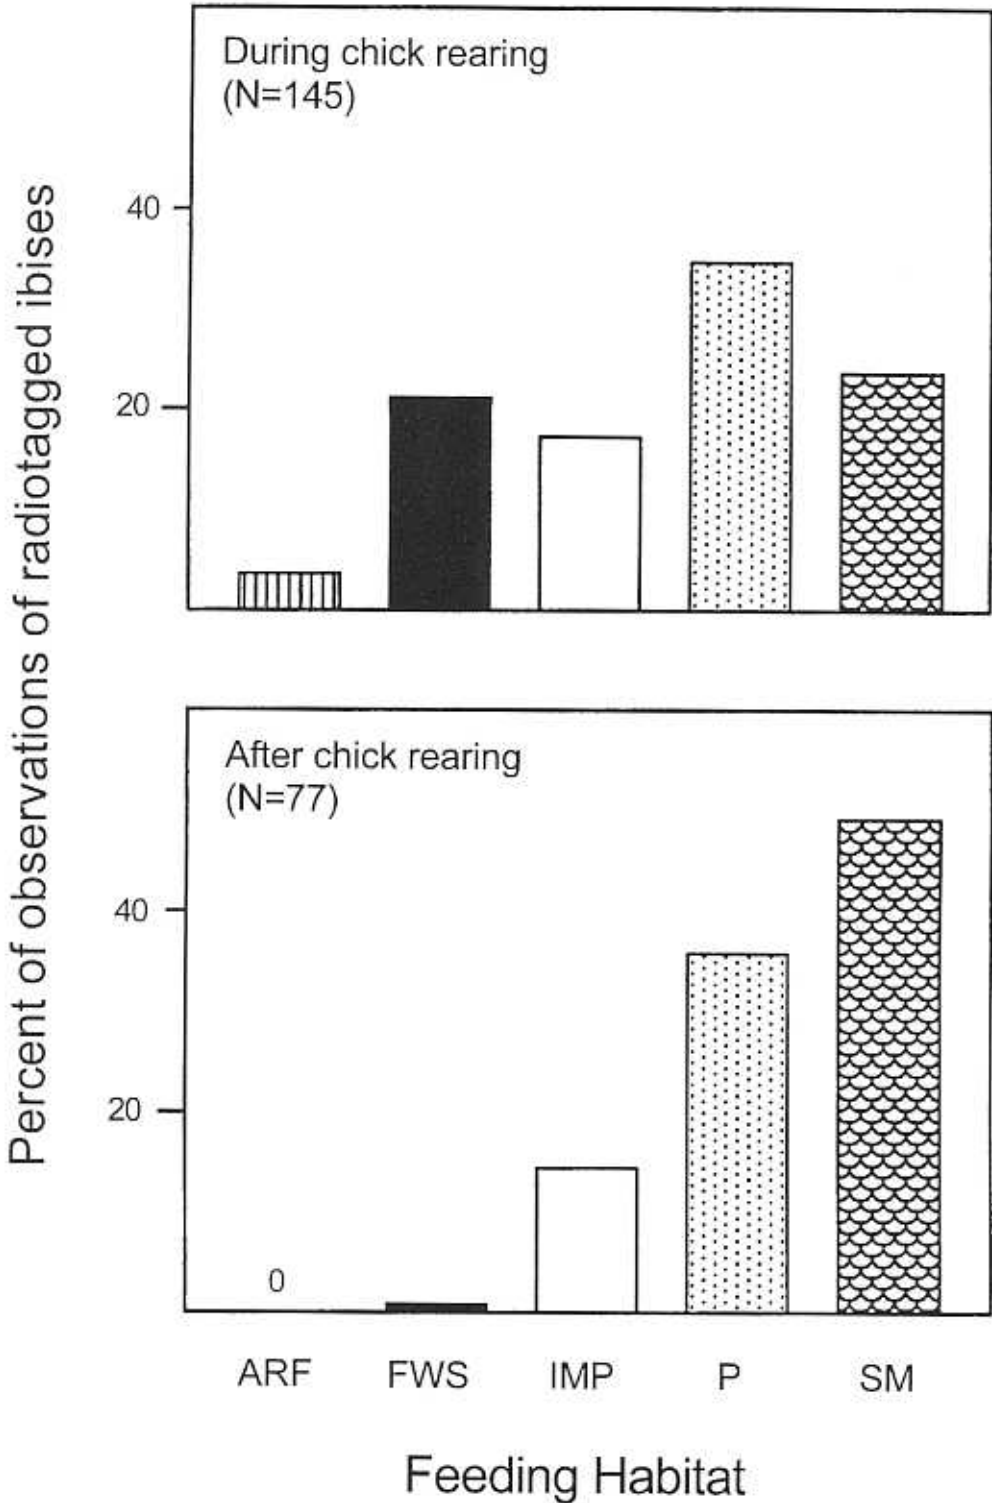 Percent of observations of radiotagged ibises
During chick rearing
(N=145)
40
20
After chick rearing
(N=77)
40
20
0
ARF FWS IMP P SM
Feeding Habitat